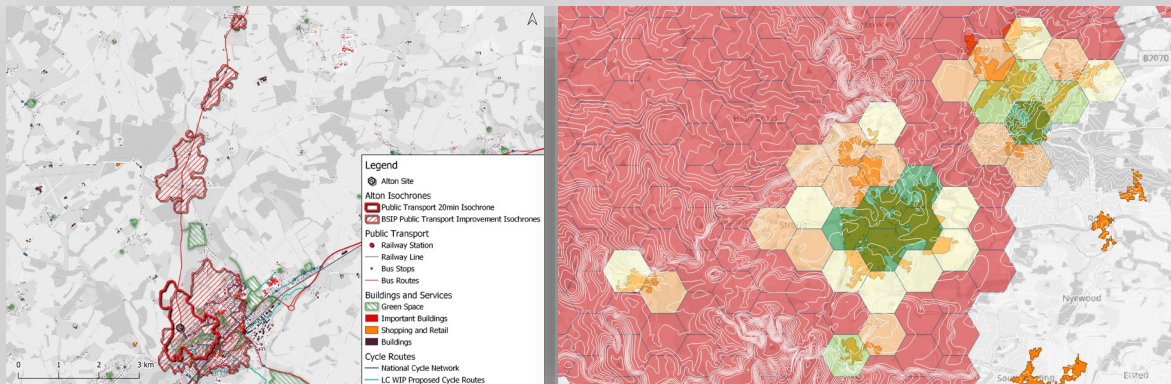 Legend
Alton Site
Alton Isochrones
Public Transport 20min Isochrone
BSIP Public Transport Improvement Isochrones
Public Transport
Railway Station
Railway Line
Bus Stops
Bus Routes
Buildings and Services
Green Space
Important Buildings
Shopping and Retail
Buildings
Cycle Routes
National Cycle Network
LC WIP Proposed Cycle Routes
0 1 2 3 km
B2070
Nyewood
Elsted